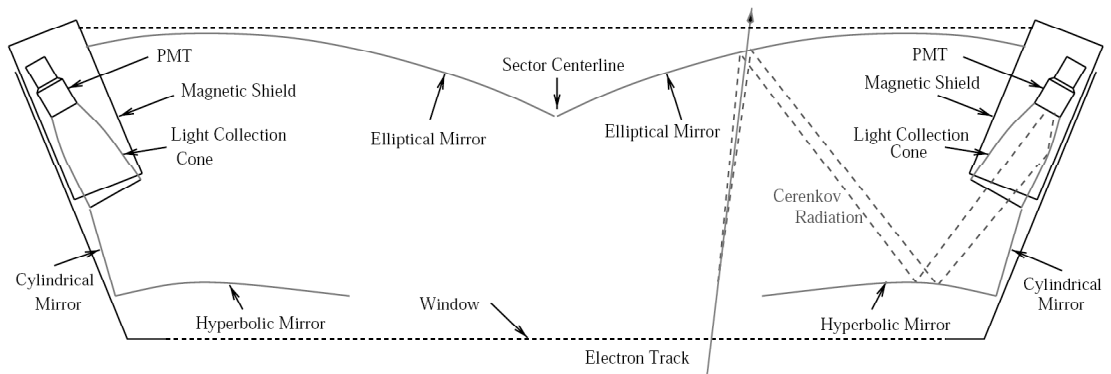 PMT
Magnetic Shield
Light Collection
Cone
Elliptical Mirror
Sector Centerline
Elliptical Mirror
PMT
Magnetic Shield
Light Collection
Cone
Cerenkov
Radiation
Cylindrical
Mirror
Hyperbolic Mirror
Window
Electron Track
Hyperbolic Mirror
Cylindrical
Mirror